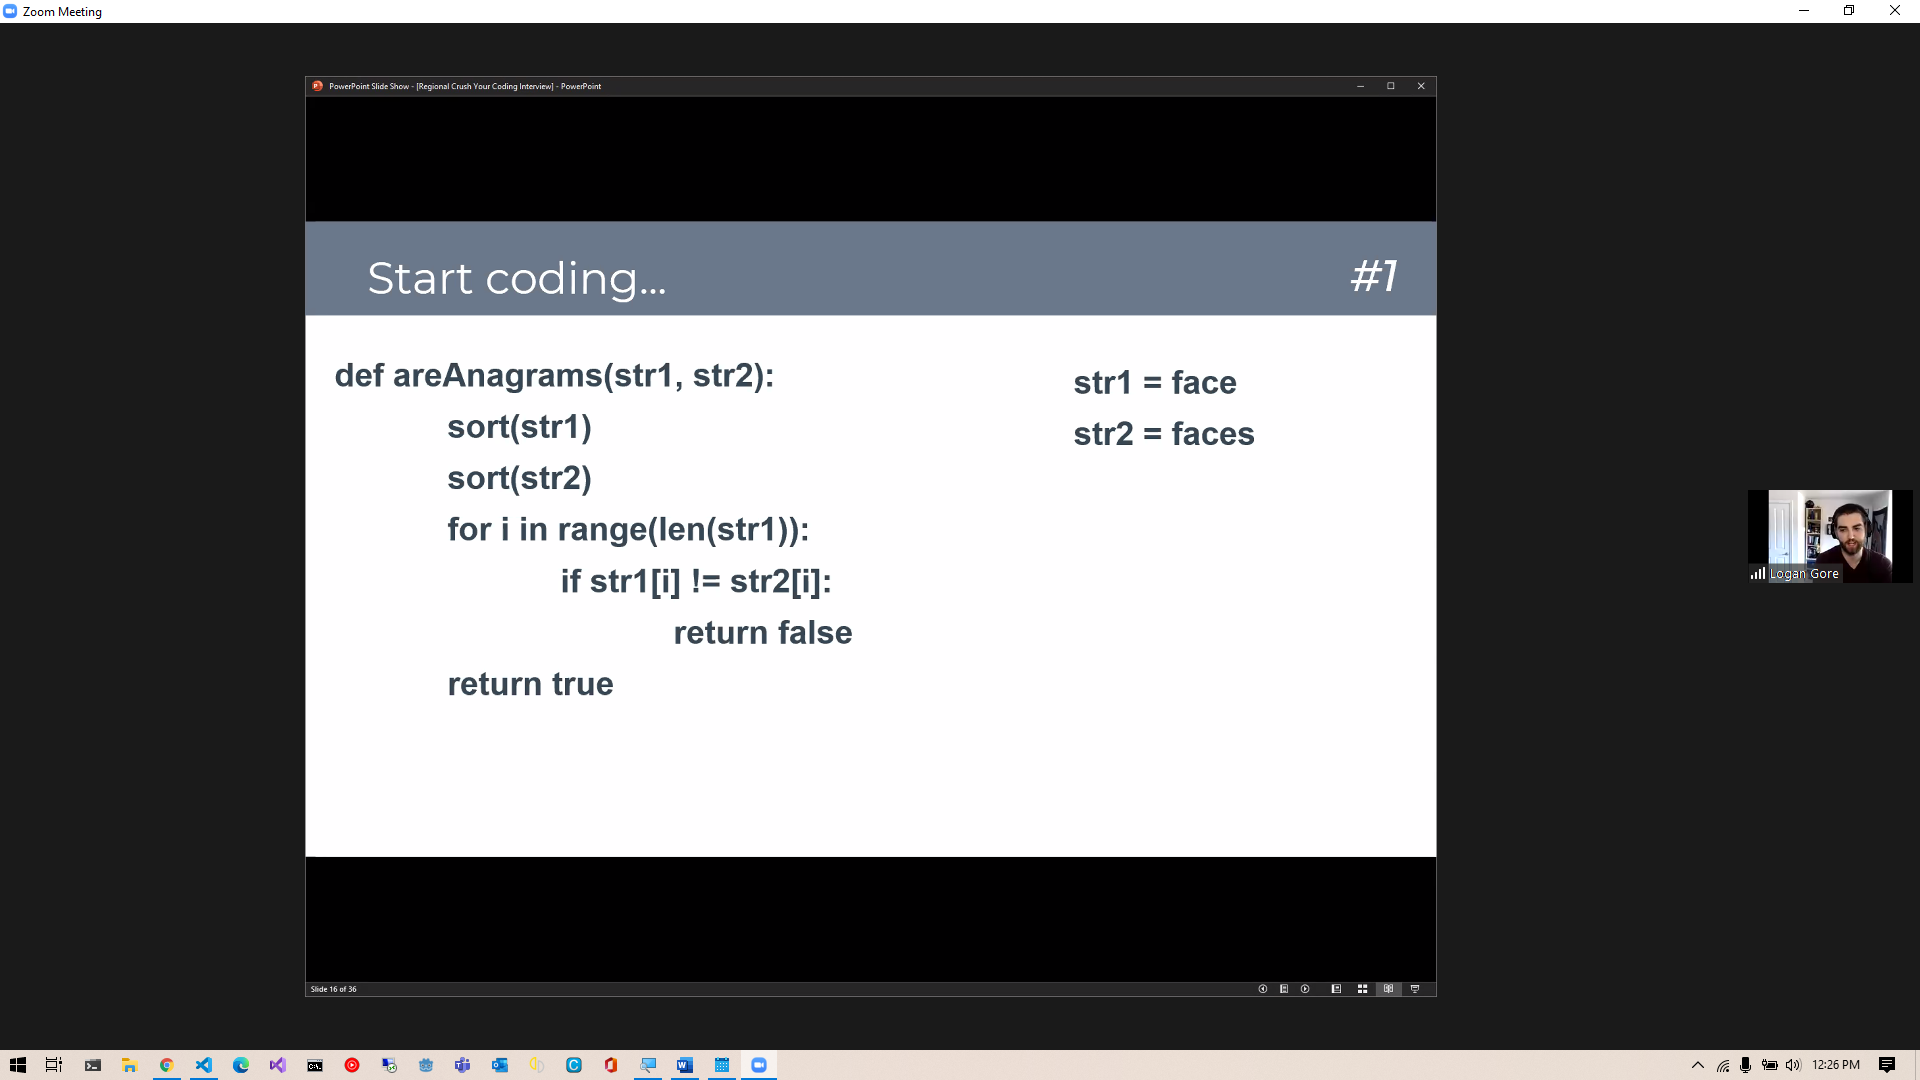 Zoom Meeting
PowerPoint Slide Show - [Regional Crush Your Coding Interview] - PowerPoint
Start coding...
#1
def areAnagrams(str1, str2):
sort(str1)
sort(str2)
for i in range(len(str1)):
if str1[i] != str2[i]:
return false
return true
str1 = face
str2 = faces
Logan Gore
Slide 16 of 36
12:26 PM